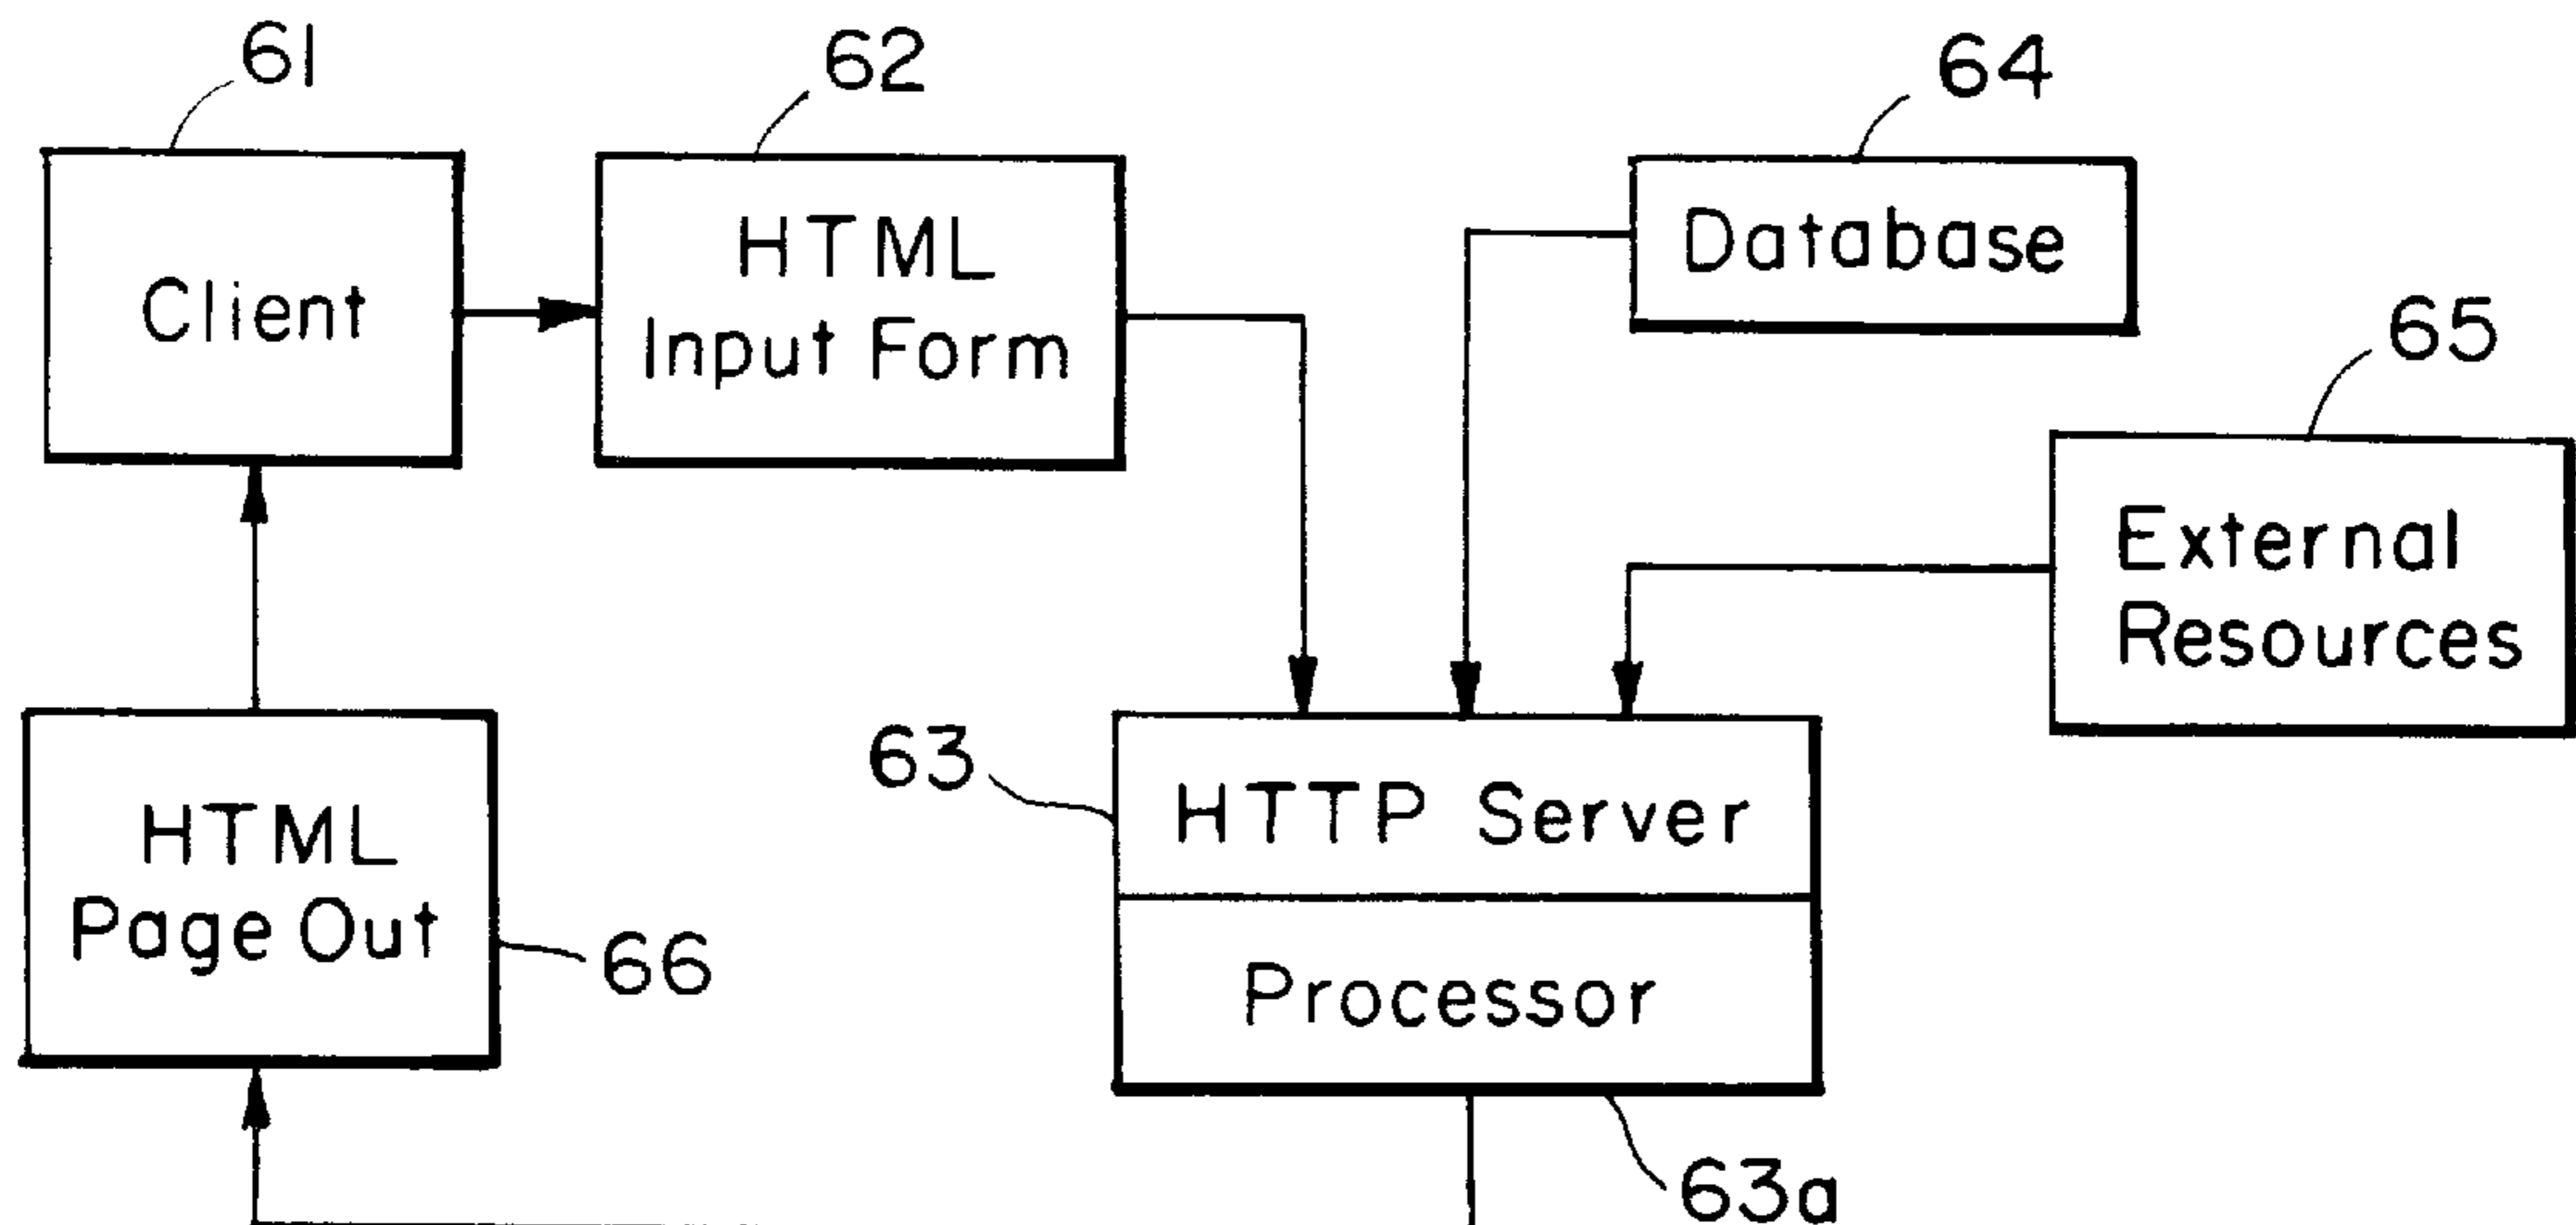 61
62
64
Client
HTML
Input Form
Database
65
External
Resources
63
HTTP Server
HTML
Page Out
66
Processor
63a